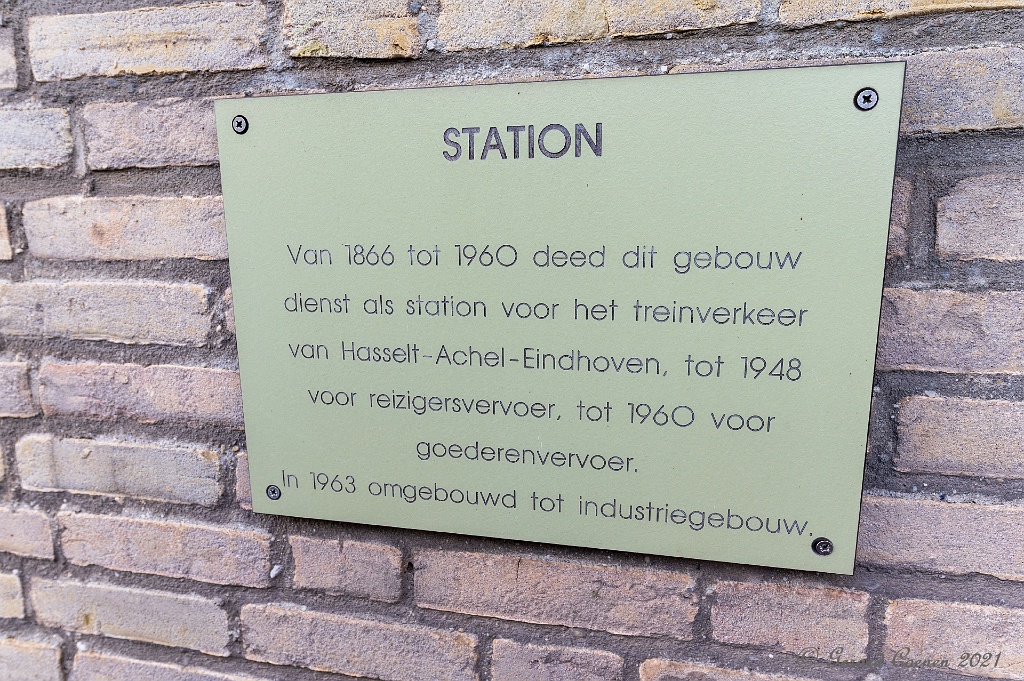 STATION
Van 1866 tot 1960 deed dit gebouw
dienst als station voor het treinverkeer
van Hasselt-Achel-Eindhoven, tot 1948
voor reizigersvervoer, tot 1960 voor
goederenvervoer.
In 1963 omgebouwd tot industriegebouw.
2021